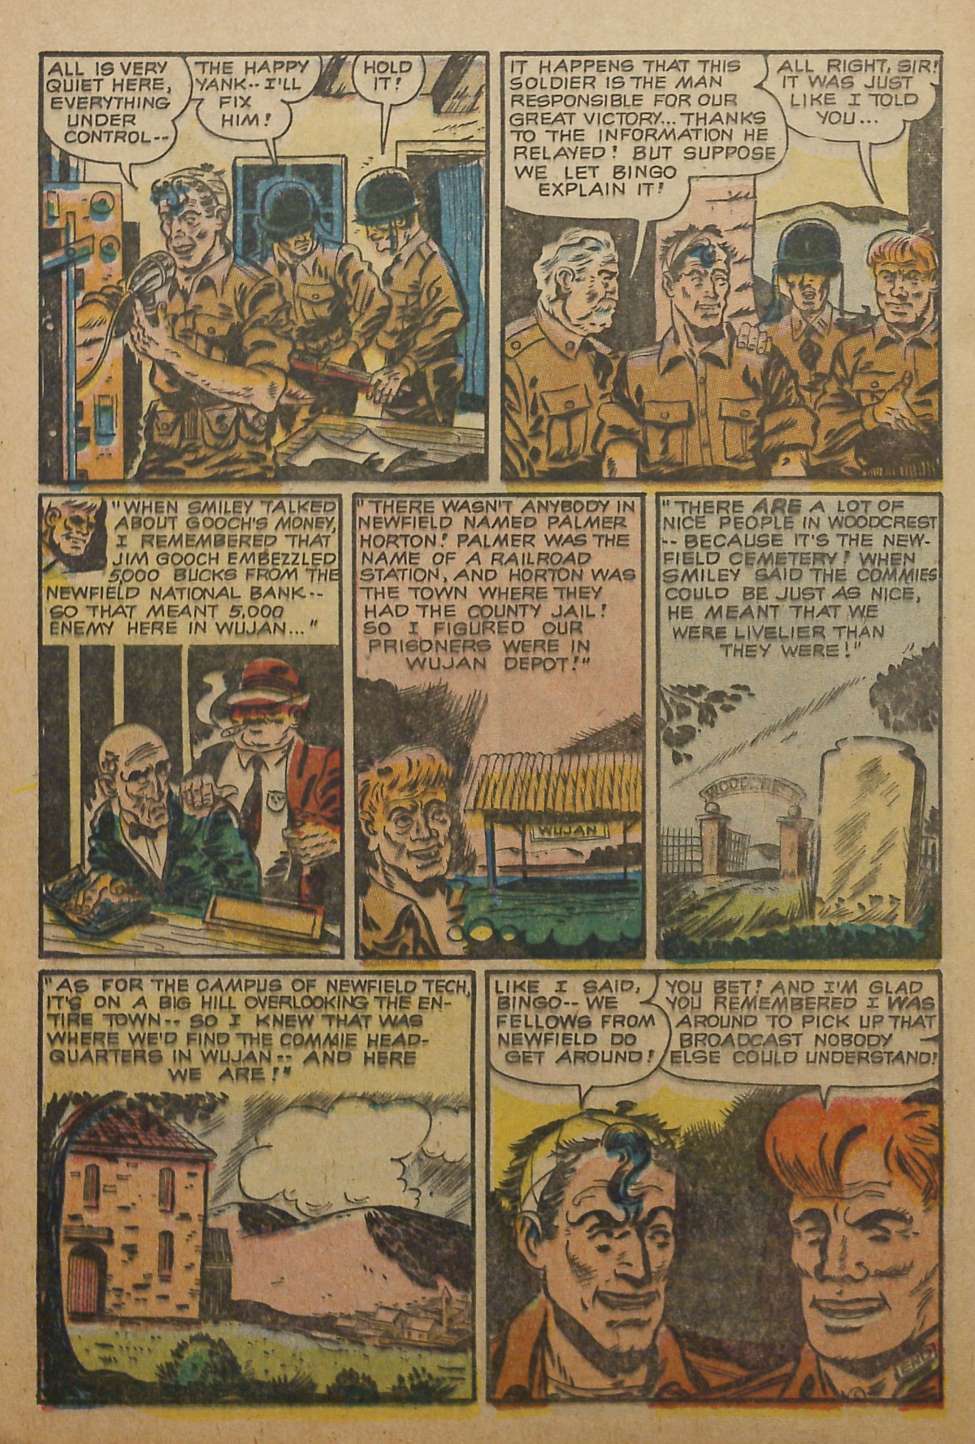 ALL IS VERY
QUIET HERE,
EVERYTHING
UNDER
CONTROL--
THE HAPPY
YANK-- I'LL
FIX
HIM!
HOLD
IT!
IT HAPPENS THAT THIS
SOLDIER IS THE MAN
RESPONSIBLE FOR OUR
GREAT VICTORY... THANKS
TO THE INFORMATION HE
RELAYED! BUT SUPPOSE
WE LET BINGO
EXPLAIN IT!
ALL RIGHT, SIR!
IT WAS JUST
LIKE I TOLD
YOU...
"WHEN SMILEY TALKED
ABOUT GOOCH'S MONEY,
I REMEMBERED THAT
JIM GOOCH EMBEZZLED
5,000 BUCKS FROM THE
NEWFIELD NATIONAL BANK--
SO THAT MEANT 5,000
ENEMY HERE IN WUJAN..."
"THERE WASN'T ANYBODY IN
NEWFIELD NAMED PALMER
HORTON! PALMER WAS THE
NAME OF A RAILROAD
STATION, AND HORTON WAS
THE TOWN WHERE THEY
HAD THE COUNTY JAIL!
SO I FIGURED OUR
PRISONERS WERE IN
WUJAN DEPOT!"
WUJAN
"THERE ARE A LOT OF
NICE PEOPLE IN WOODCREST
-- BECAUSE IT'S THE NEW-
FIELD CEMETERY! WHEN
SMILEY SAID THE COMMIES
COULD BE JUST AS NICE,
HE MEANT THAT WE
WERE LIVELIER THAN
THEY WERE!"
"AS FOR THE CAMPUS OF NEWFIELD TECH,
IT'S ON A BIG HILL OVERLOOKING THE EN-
TIRE TOWN-- SO I KNEW THAT WAS
WHERE WE'D FIND THE COMMIE HEAD-
QUARTERS IN WUJAN-- AND HERE
WE ARE!"
LIKE I SAID,
BINGO-- WE
FELLOWS FROM
NEWFIELD DO
GET AROUND!
YOU BET! AND I'M GLAD
YOU REMEMBERED I WAS
AROUND TO PICK UP THAT
BROADCAST NOBODY
ELSE COULD UNDERSTAND!